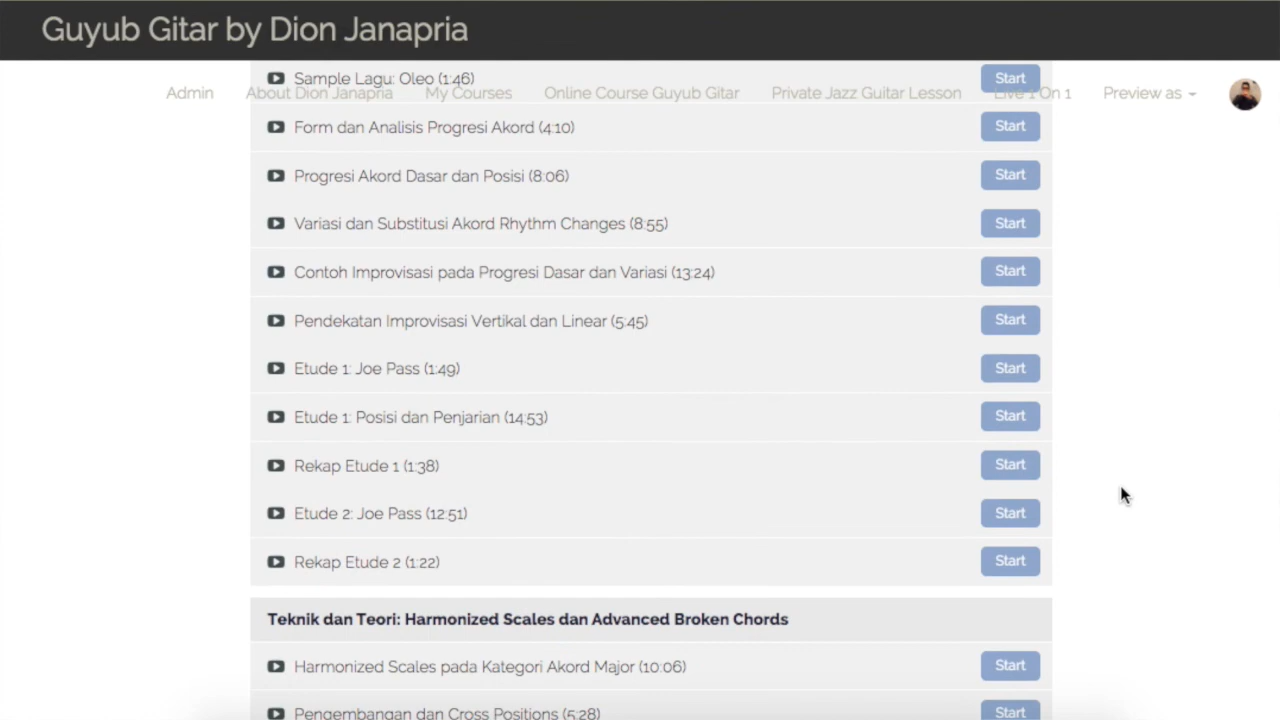 Guyub Gitar by Dion Janapria
Sample Lagu: Oleo (1:46) Start
Admin About Dion Janapria My Courses Online Course Guyub Gitar Private Jazz Guitar Lesson Live 1 On 1 Preview as
Form dan Analisis Progresi Akord (4:10) Start
Progresi Akord Dasar dan Posisi (8:06) Start
Variasi dan Substitusi Akord Rhythm Changes (8:55) Start
Contoh Improvisasi pada Progresi Dasar dan Variasi (13:24) Start
Pendekatan Improvisasi Vertikal dan Linear (5:45) Start
Etude 1: Joe Pass (1:49) Start
Etude 1: Posisi dan Penjarian (14:53) Start
Rekap Etude 1 (1:38) Start
Etude 2: Joe Pass (12:51) Start
Rekap Etude 2 (1:22) Start
Teknik dan Teori: Harmonized Scales dan Advanced Broken Chords
Harmonized Scales pada Kategori Akord Major (10:06) Start
Pengembangan dan Cross Positions (5:28) Start